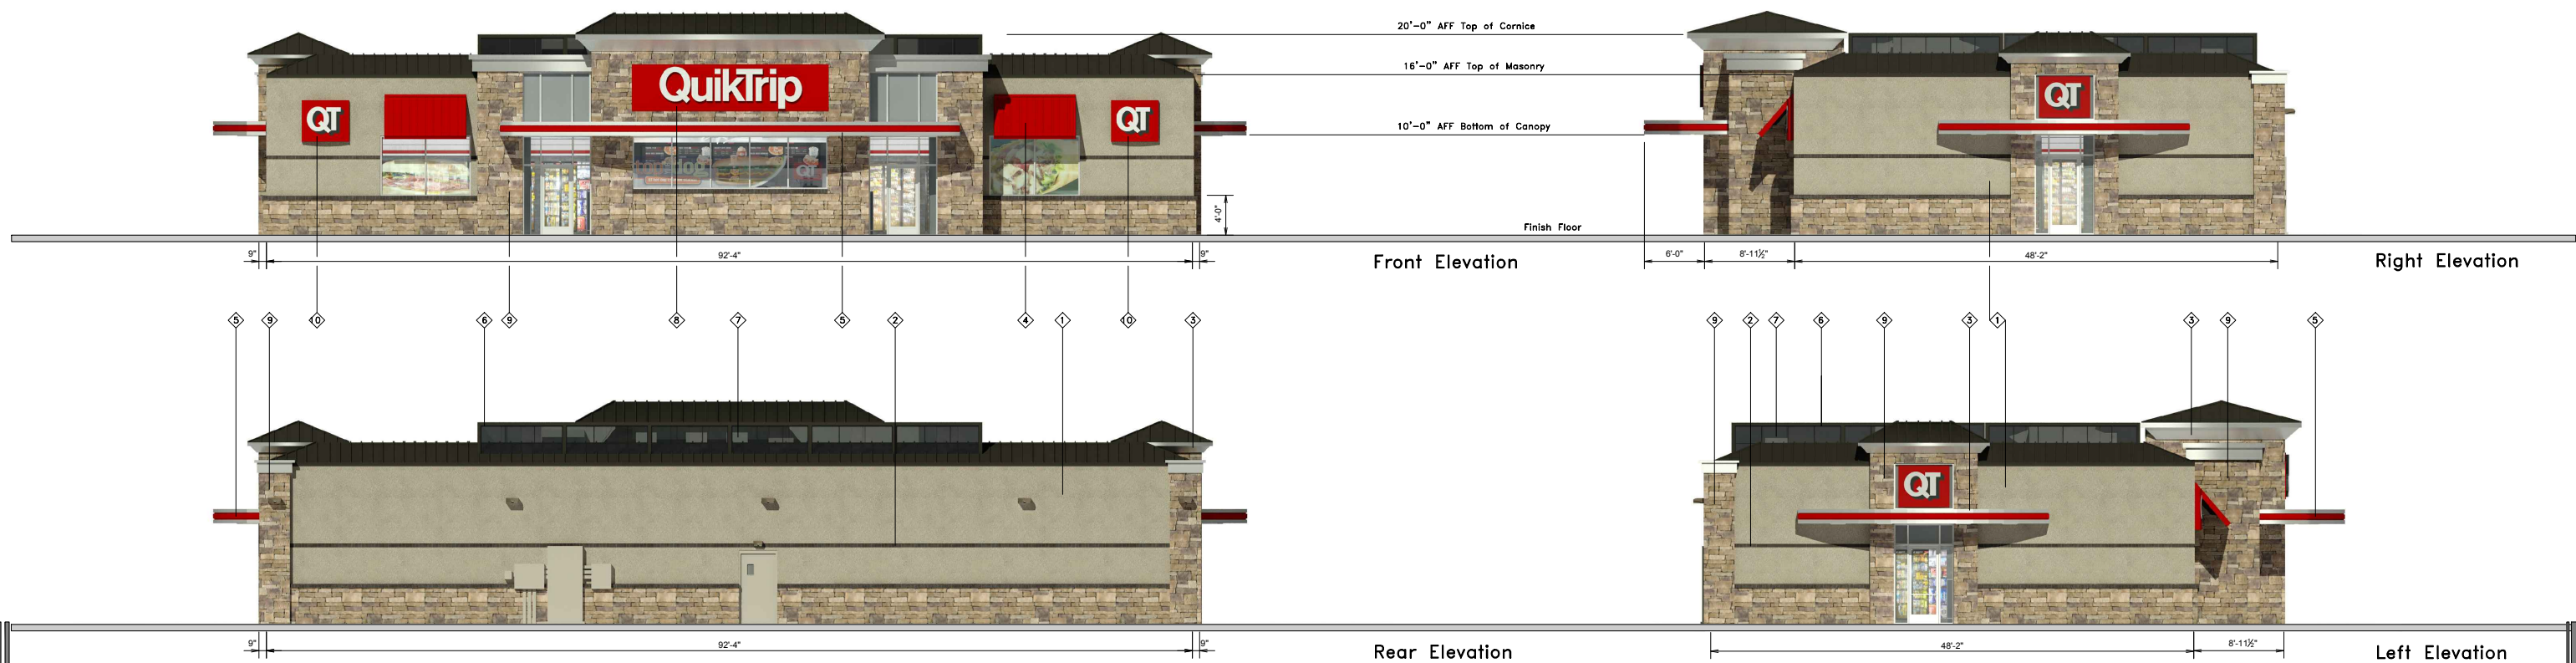 20'-0" AFF Top of Cornice
16'-0" AFF Top of Masonry
QuikTrip
QT
QT
QT
10'-0" AFF Bottom of Canopy
QT
4'-0"
Finish Floor
9"
92'-4"
9"
Front Elevation
6'-0"
8'-11½"
48'-2"
Right Elevation
5
9
10
6
9
8
7
5
2
4
1
10
3
9
2
7
6
9
3
1
3
9
5
QT
9"
92'-4"
9"
Rear Elevation
48'-2"
8'-11½"
Left Elevation